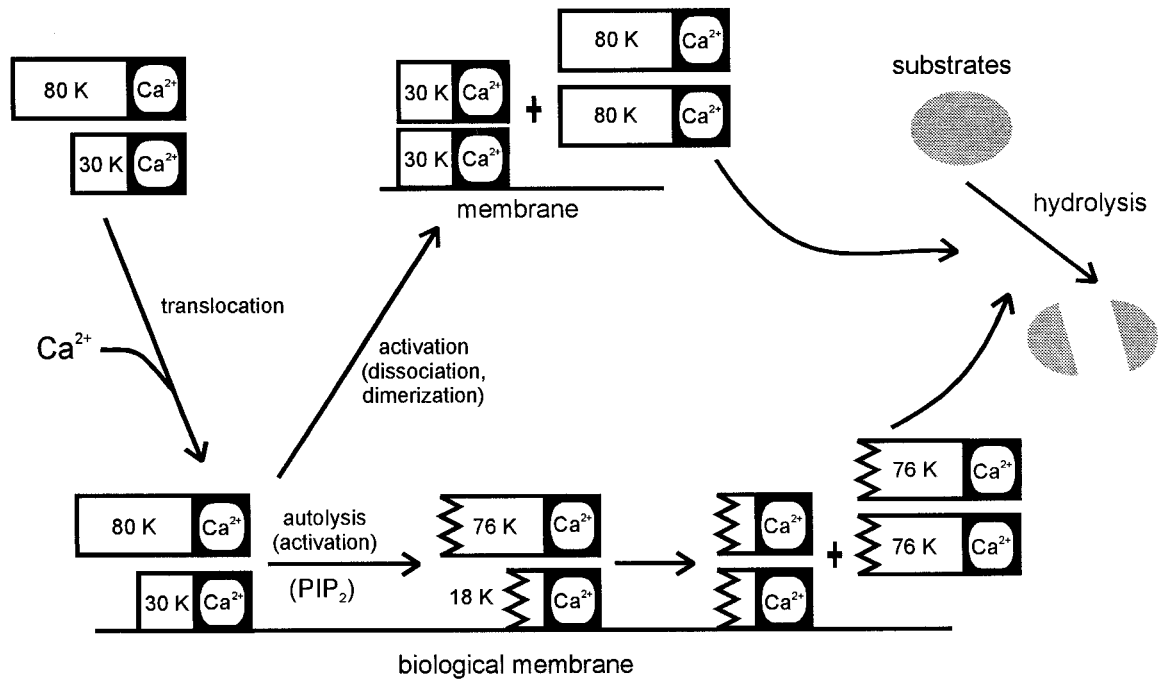 80 K Ca²⁺
30 K Ca²⁺
30 K Ca²⁺
30 K Ca²⁺
+
80 K Ca²⁺
80 K Ca²⁺
membrane
substrates
hydrolysis
translocation
Ca²⁺
activation
(dissociation,
dimerization)
80 K Ca²⁺
30 K Ca²⁺
autolysis
(activation)
(PIP₂)
76 K Ca²⁺
18 K Ca²⁺
Ca²⁺
Ca²⁺
+
76 K Ca²⁺
76 K Ca²⁺
biological membrane